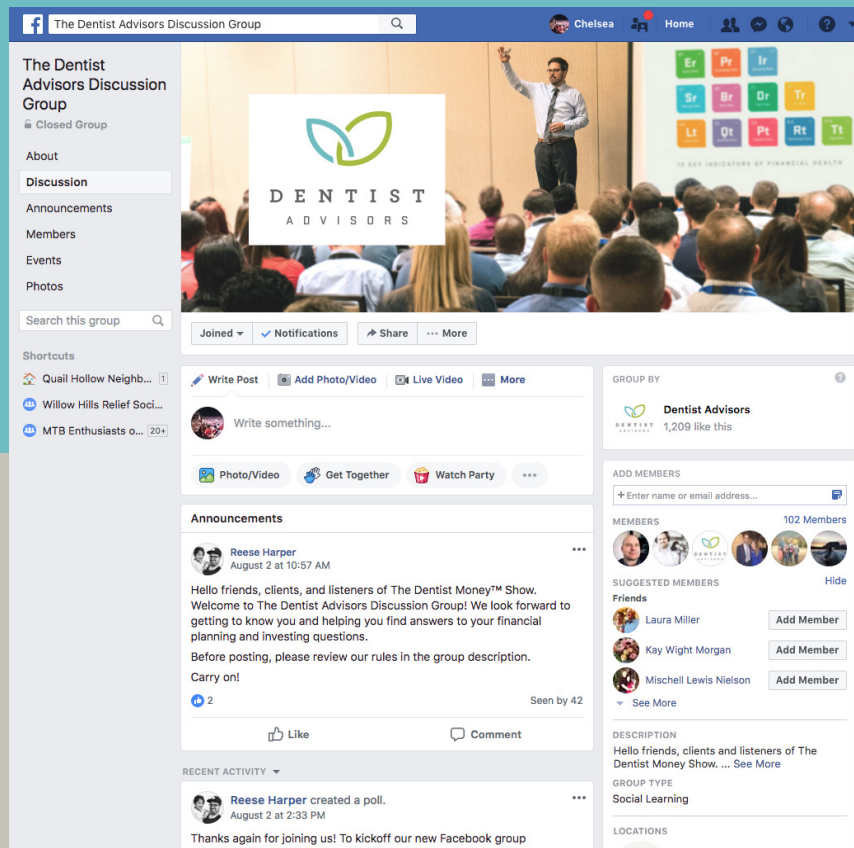 The Dentist Advisors Discussion Group
Chelsea
Home
The Dentist
Advisors Discussion
Group
Closed Group
About
Discussion
Announcements
Members
Events
Photos
Search this group
Shortcuts
Quail Hollow Neighb... 1
Willow Hills Relief Soci...
MTB Enthusiasts o... 20+
DENTIST
ADVISORS
Er Pr Ir
Sr Br Dr Tr
Lt Qt Pt Rt Tt
10 KEY INDICATORS OF FINANCIAL HEALTH
Joined
Notifications
Share
More
Write Post
Add Photo/Video
Live Video
More
Write something...
Photo/Video
Get Together
Watch Party
Announcements
Reese Harper
August 2 at 10:57 AM
Hello friends, clients, and listeners of The Dentist Money™ Show.
Welcome to The Dentist Advisors Discussion Group! We look forward to
getting to know you and helping you find answers to your financial
planning and investing questions.
Before posting, please review our rules in the group description.
Carry on!
2
Seen by 42
Like
Comment
RECENT ACTIVITY
Reese Harper created a poll.
August 2 at 2:33 PM
Thanks again for joining us! To kickoff our new Facebook group
GROUP BY
DENTIST
ADVISORS
Dentist Advisors
1,209 like this
ADD MEMBERS
+ Enter name or email address...
MEMBERS
102 Members
DENTIST
SUGGESTED MEMBERS
Hide
Friends
Laura Miller
Add Member
Kay Wight Morgan
Add Member
Mischell Lewis Nielson
Add Member
See More
DESCRIPTION
Hello friends, clients and listeners of The
Dentist Money Show. ... See More
GROUP TYPE
Social Learning
LOCATIONS